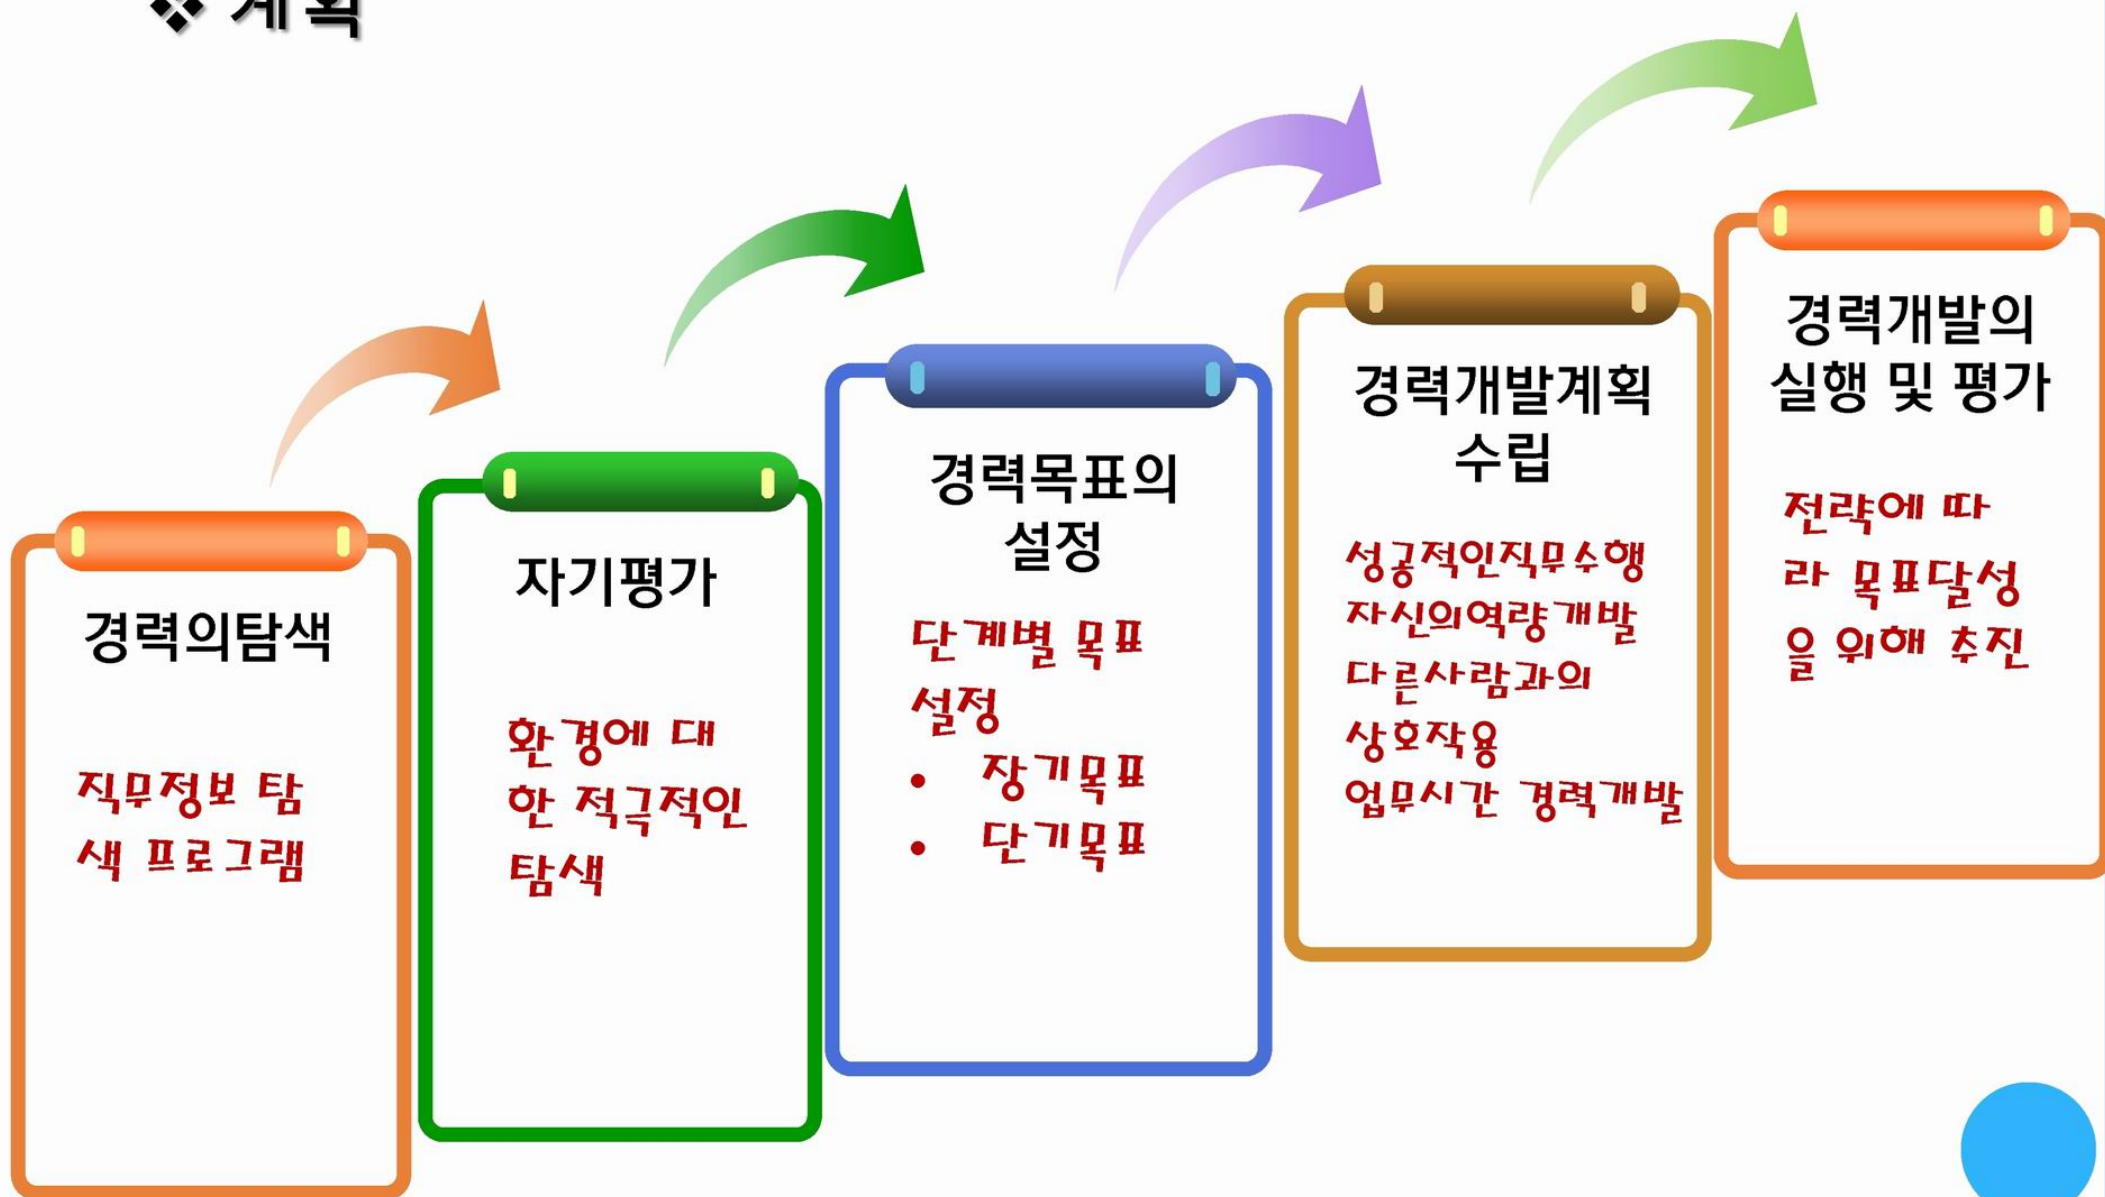 ❖ 계획
경력의탐색
직무정보 탐
색 프로그램
자기평가
환경에 대
한 적극적인
탐색
경력목표의
설정
단계별 목표
설정
• 장기목표
• 단기목표
경력개발계획
수립
성공적인직무수행
자신의역량개발
다른사람과의
상호작용
업무시간 경력개발
경력개발의
실행 및 평가
전략에 따
라 목표달성
을 위해 추진